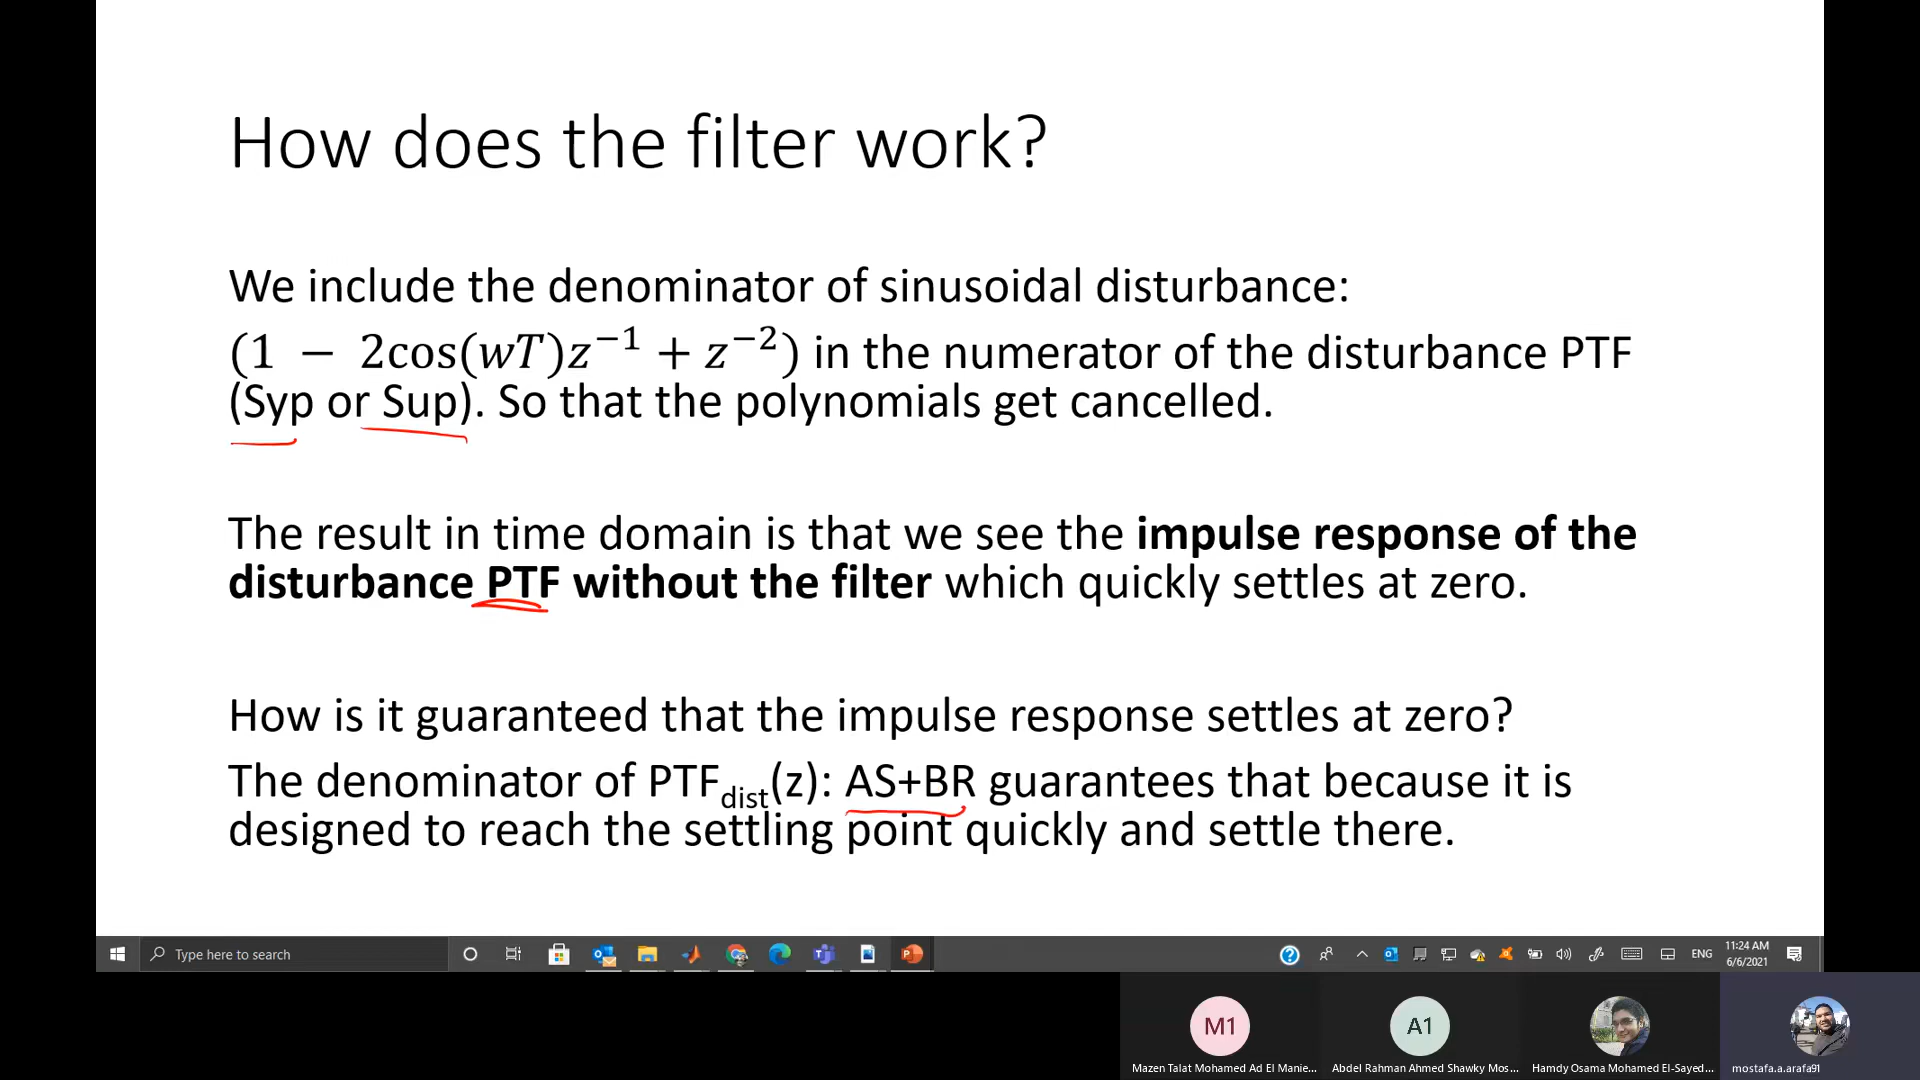 How does the filter work?
We include the denominator of sinusoidal disturbance:
(1 − 2cos(wT)z⁻¹ + z⁻²) in the numerator of the disturbance PTF
(Syp or Sup). So that the polynomials get cancelled.
The result in time domain is that we see the impulse response of the
disturbance PTF without the filter which quickly settles at zero.
How is it guaranteed that the impulse response settles at zero?
The denominator of PTF_dist(z): AS+BR guarantees that because it is
designed to reach the settling point quickly and settle there.
Type here to search
ENG
11:24 AM
6/6/2021
M1
A1
Mazen Talat Mohamed Ad El Manie...
Abdel Rahman Ahmed Shawky Mos...
Hamdy Osama Mohamed El-Sayed...
mostafa.a.arafa91